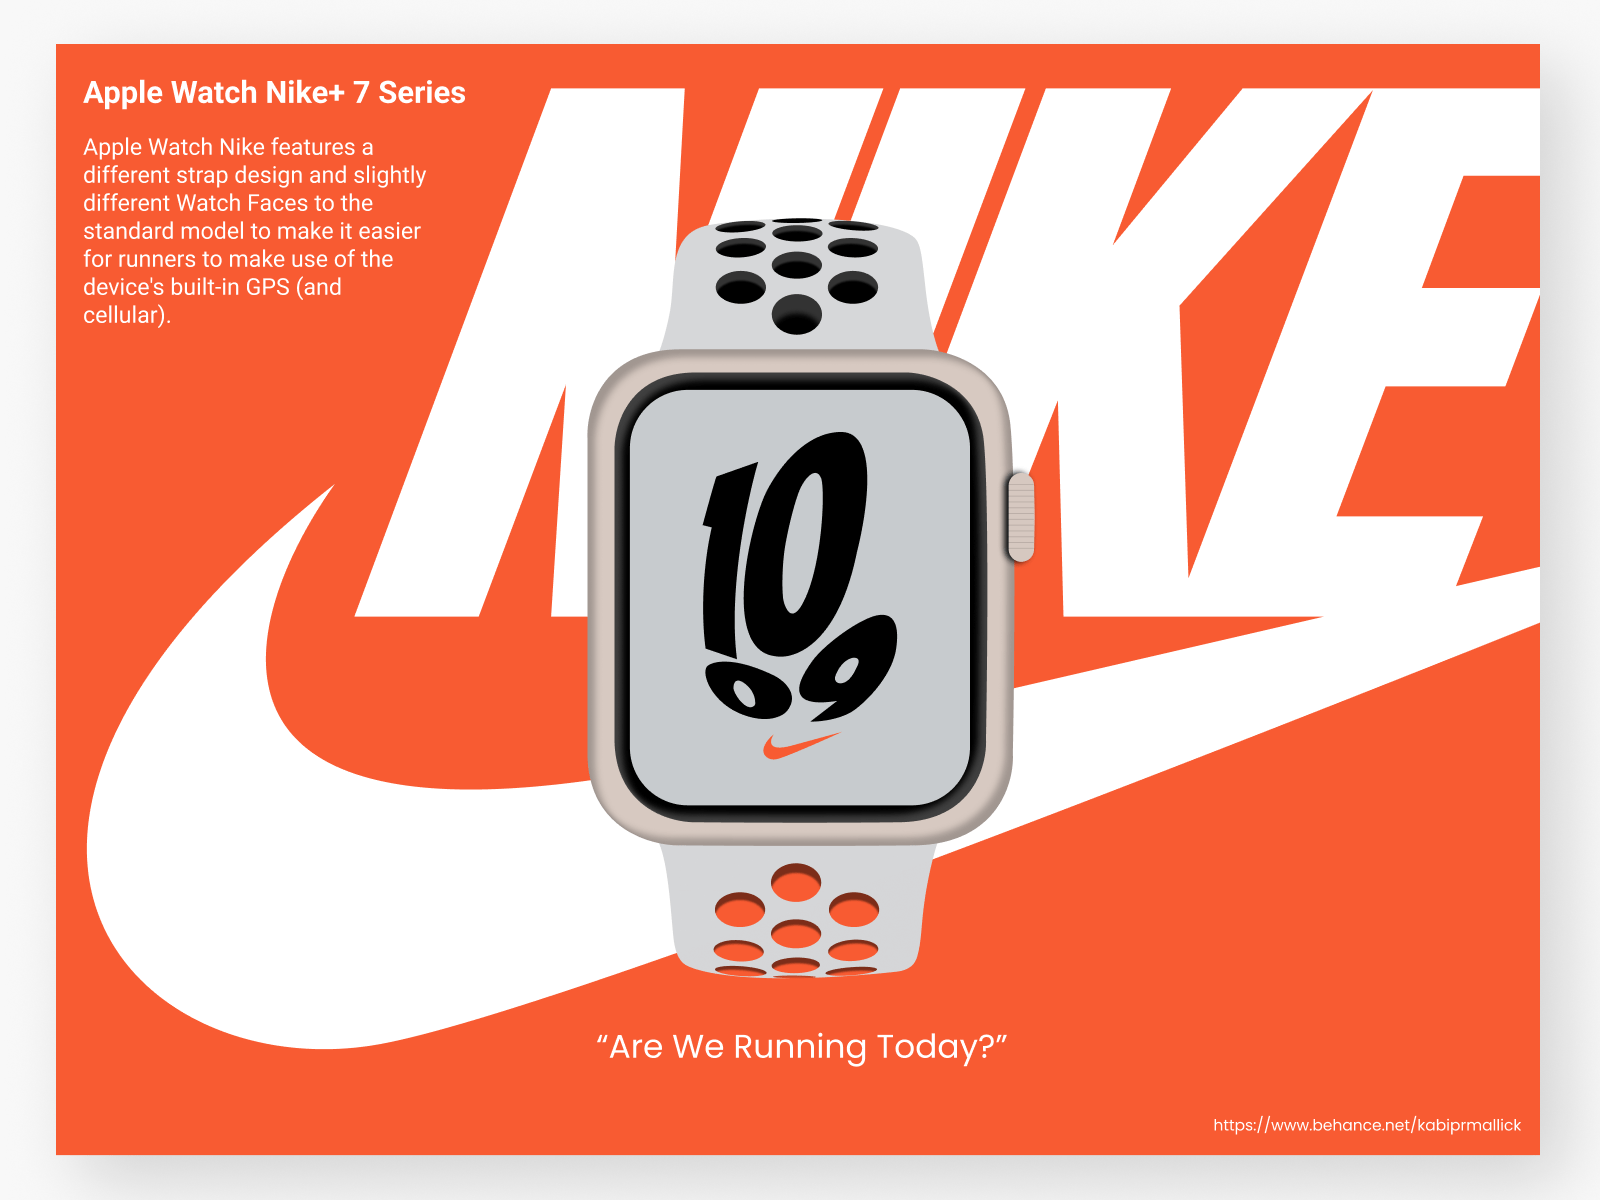 Apple Watch Nike+ 7 Series
Apple Watch Nike features a
different strap design and slightly
different Watch Faces to the
standard model to make it easier
for runners to make use of the
device's built-in GPS (and
cellular).
NIKE
10
09
“Are We Running Today?”
https://www.behance.net/kabiprmallick